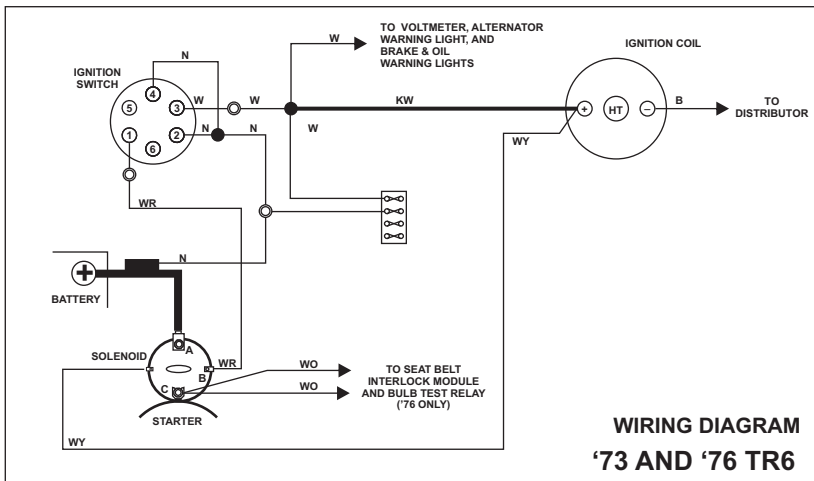 TO VOLTMETER, ALTERNATOR
WARNING LIGHT, AND
BRAKE & OIL
WARNING LIGHTS
W
N
IGNITION
SWITCH
IGNITION COIL
4
5
3
W
W
KW
+
HT
–
B
TO
DISTRIBUTOR
1
2
N
N
W
WY
6
WR
N
+
BATTERY
A
SOLENOID
WR
B
C
WO
WO
TO SEAT BELT
INTERLOCK MODULE
AND BULB TEST RELAY
('76 ONLY)
STARTER
WY
WIRING DIAGRAM
‘73 AND ‘76 TR6